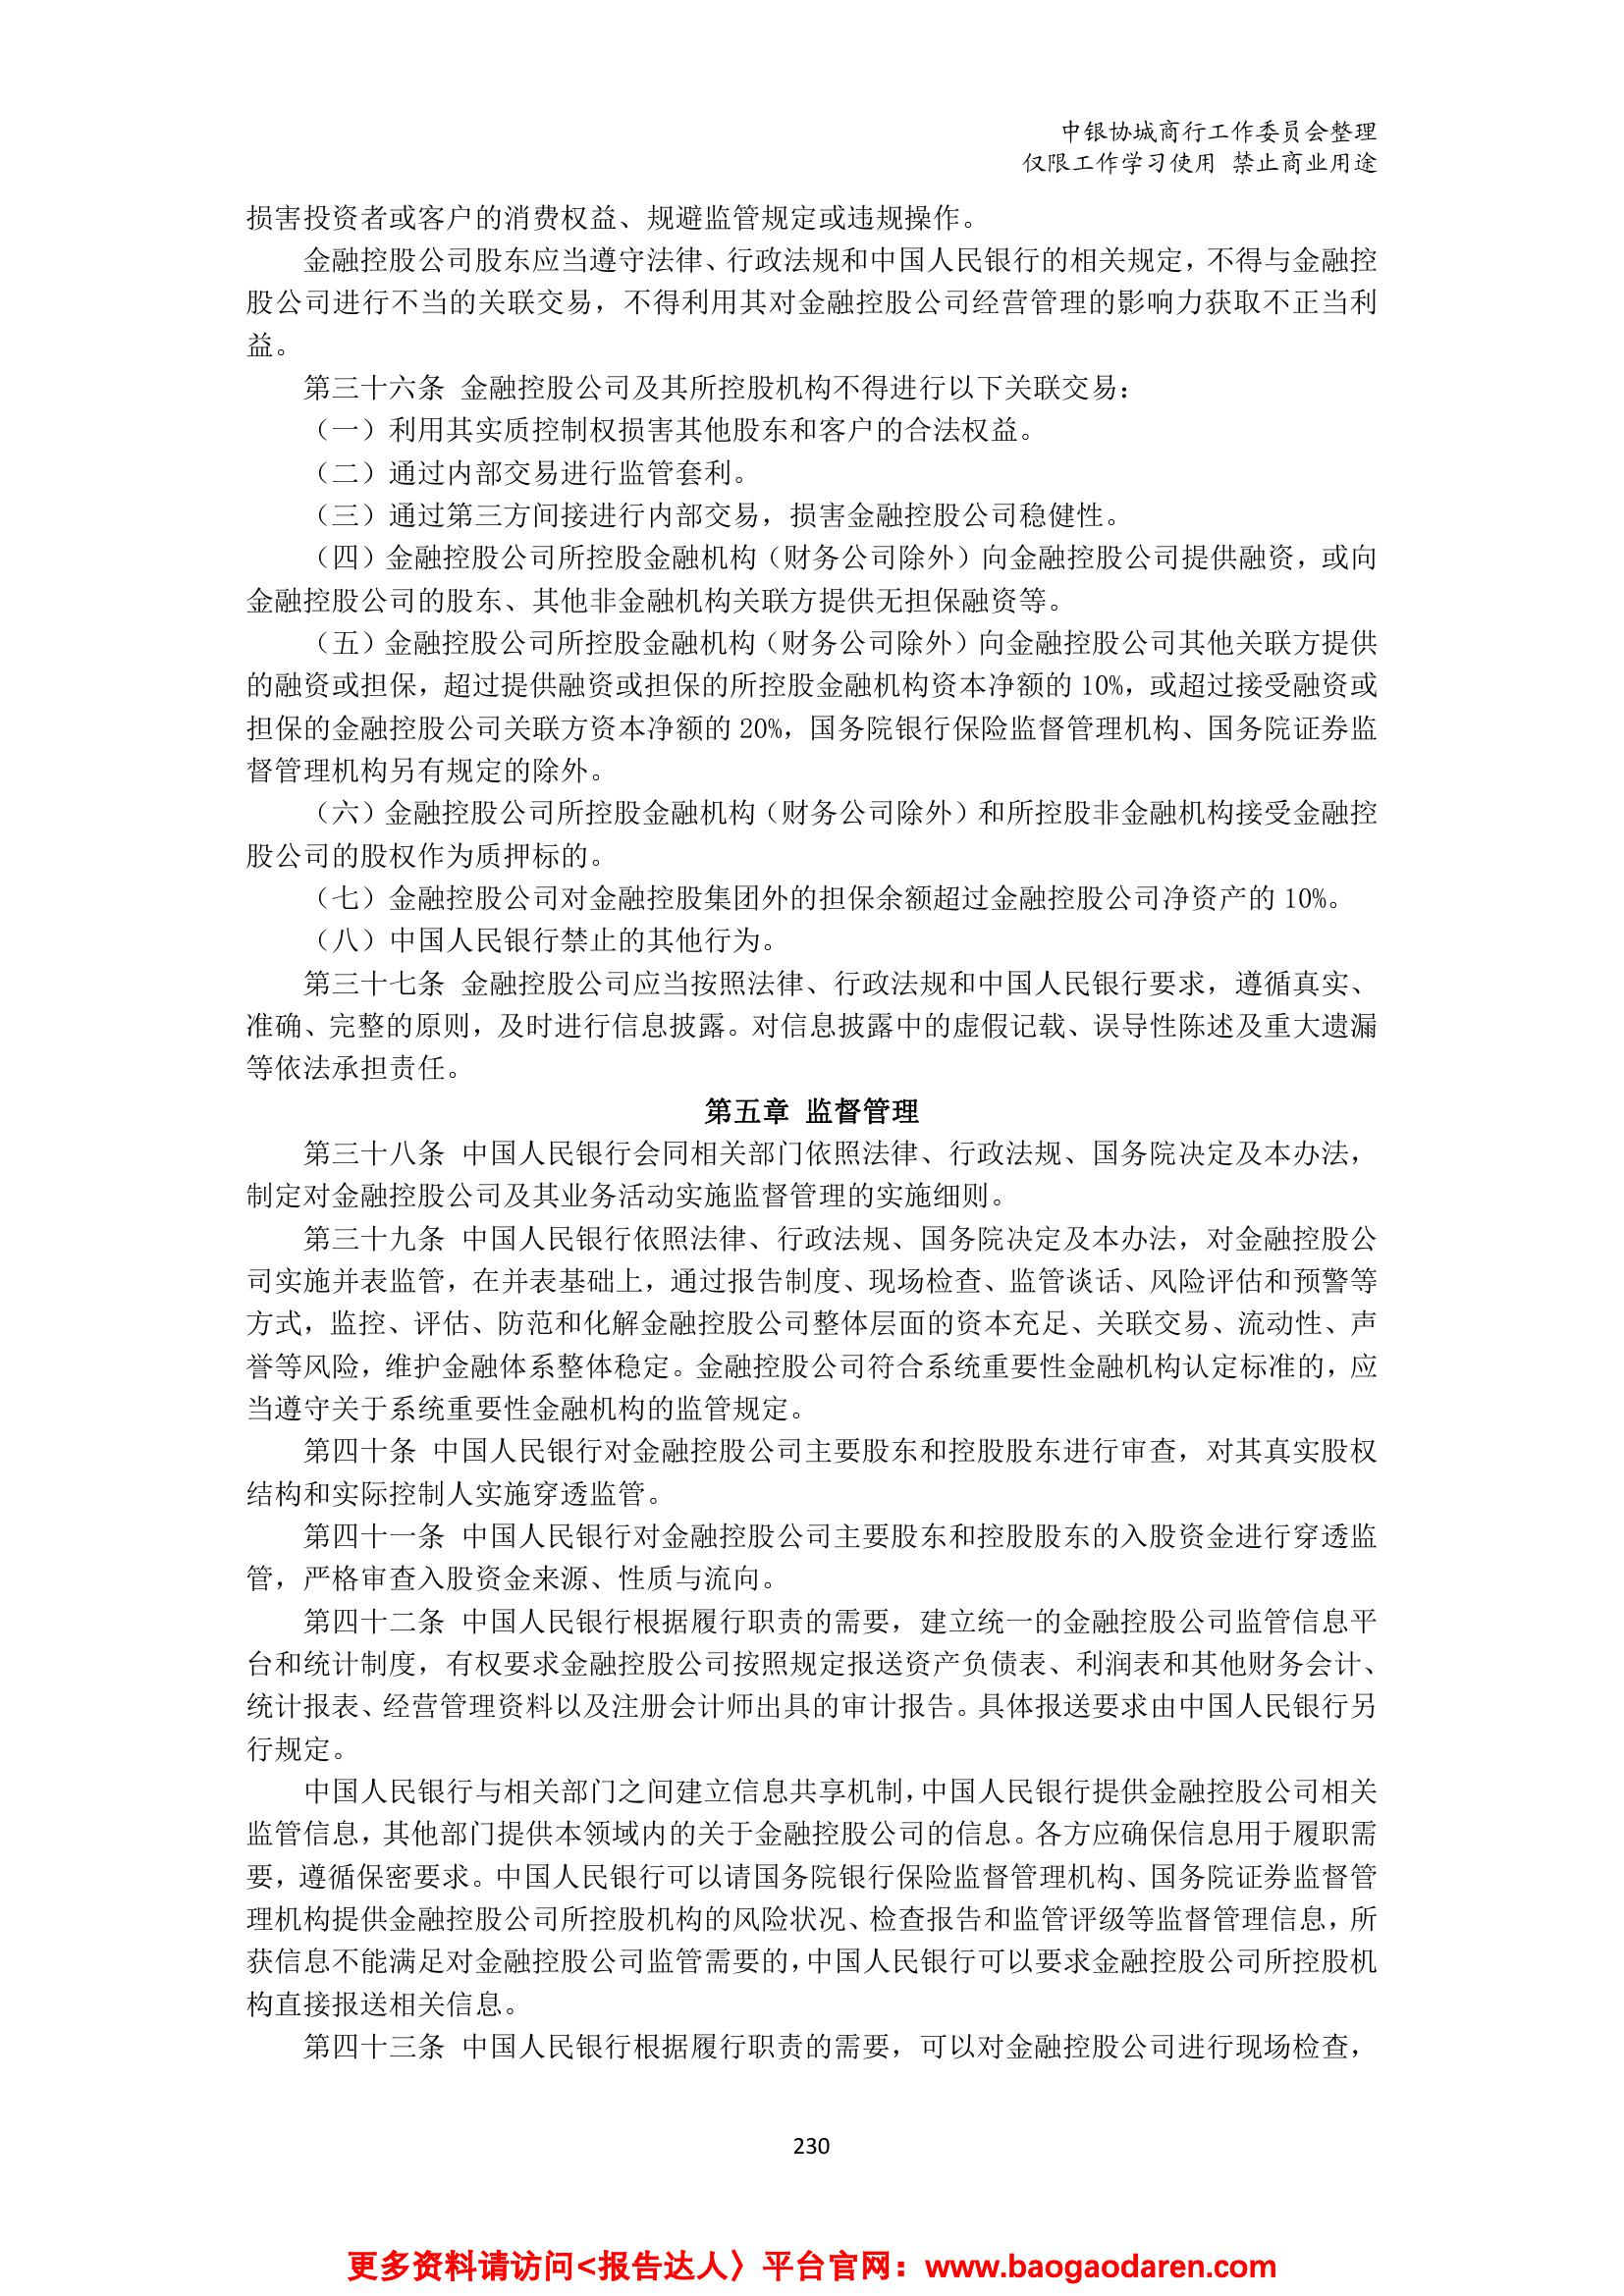 中银协城商行工作委员会整理
仅限工作学习使用 禁止商业用途
损害投资者或客户的消费权益、规避监管规定或违规操作。
金融控股公司股东应当遵守法律、行政法规和中国人民银行的相关规定，不得与金融控
股公司进行不当的关联交易，不得利用其对金融控股公司经营管理的影响力获取不正当利
益。
第三十六条 金融控股公司及其所控股机构不得进行以下关联交易：
（一）利用其实质控制权损害其他股东和客户的合法权益。
（二）通过内部交易进行监管套利。
（三）通过第三方间接进行内部交易，损害金融控股公司稳健性。
（四）金融控股公司所控股金融机构（财务公司除外）向金融控股公司提供融资，或向
金融控股公司的股东、其他非金融机构关联方提供无担保融资等。
（五）金融控股公司所控股金融机构（财务公司除外）向金融控股公司其他关联方提供
的融资或担保，超过提供融资或担保的所控股金融机构资本净额的 10%，或超过接受融资或
担保的金融控股公司关联方资本净额的 20%，国务院银行保险监督管理机构、国务院证券监
督管理机构另有规定的除外。
（六）金融控股公司所控股金融机构（财务公司除外）和所控股非金融机构接受金融控
股公司的股权作为质押标的。
（七）金融控股公司对金融控股集团外的担保余额超过金融控股公司净资产的 10%。
（八）中国人民银行禁止的其他行为。
第三十七条 金融控股公司应当按照法律、行政法规和中国人民银行要求，遵循真实、
准确、完整的原则，及时进行信息披露。对信息披露中的虚假记载、误导性陈述及重大遗漏
等依法承担责任。
第五章 监督管理
第三十八条 中国人民银行会同相关部门依照法律、行政法规、国务院决定及本办法，
制定对金融控股公司及其业务活动实施监督管理的实施细则。
第三十九条 中国人民银行依照法律、行政法规、国务院决定及本办法，对金融控股公
司实施并表监管，在并表基础上，通过报告制度、现场检查、监管谈话、风险评估和预警等
方式，监控、评估、防范和化解金融控股公司整体层面的资本充足、关联交易、流动性、声
誉等风险，维护金融体系整体稳定。金融控股公司符合系统重要性金融机构认定标准的，应
当遵守关于系统重要性金融机构的监管规定。
第四十条 中国人民银行对金融控股公司主要股东和控股股东进行审查，对其真实股权
结构和实际控制人实施穿透监管。
第四十一条 中国人民银行对金融控股公司主要股东和控股股东的入股资金进行穿透监
管，严格审查入股资金来源、性质与流向。
第四十二条 中国人民银行根据履行职责的需要，建立统一的金融控股公司监管信息平
台和统计制度，有权要求金融控股公司按照规定报送资产负债表、利润表和其他财务会计、
统计报表、经营管理资料以及注册会计师出具的审计报告。具体报送要求由中国人民银行另
行规定。
中国人民银行与相关部门之间建立信息共享机制，中国人民银行提供金融控股公司相关
监管信息，其他部门提供本领域内的关于金融控股公司的信息。各方应确保信息用于履职需
要，遵循保密要求。中国人民银行可以请国务院银行保险监督管理机构、国务院证券监督管
理机构提供金融控股公司所控股机构的风险状况、检查报告和监管评级等监督管理信息，所
获信息不能满足对金融控股公司监管需要的，中国人民银行可以要求金融控股公司所控股机
构直接报送相关信息。
第四十三条 中国人民银行根据履行职责的需要，可以对金融控股公司进行现场检查，
230
更多资料请访问<报告达人〉平台官网：www.baogaodaren.com